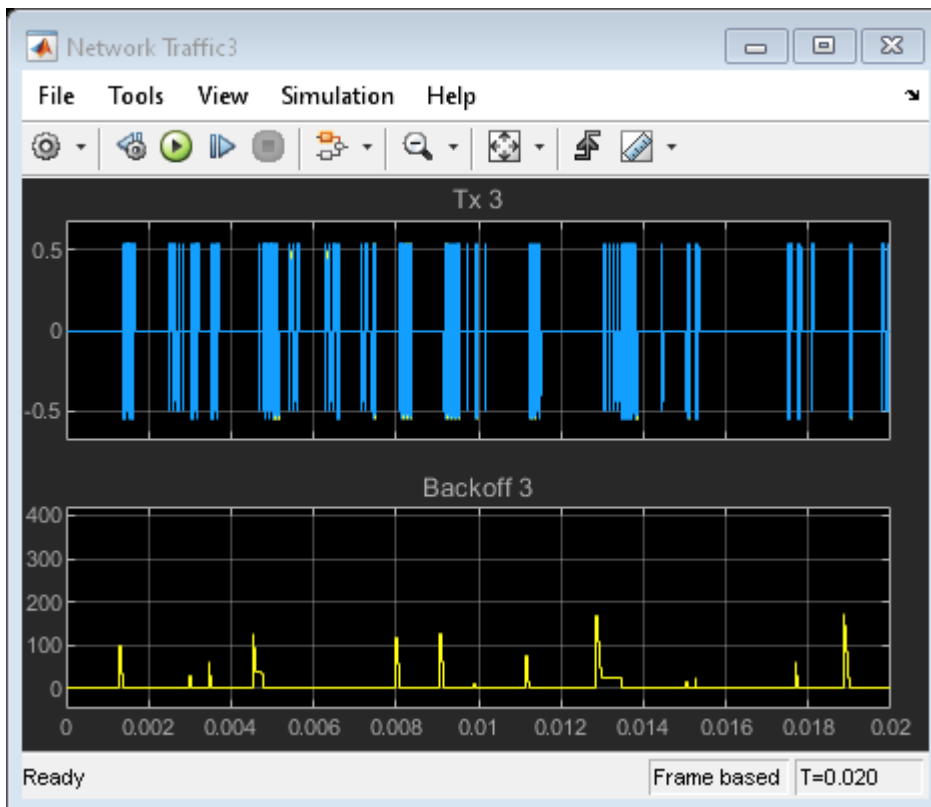 Network Traffic3
File Tools View Simulation Help
Tx 3
0.5
0
-0.5
Backoff 3
400
300
200
100
0
0 0.002 0.004 0.006 0.008 0.01 0.012 0.014 0.016 0.018 0.02
Ready Frame based T=0.020